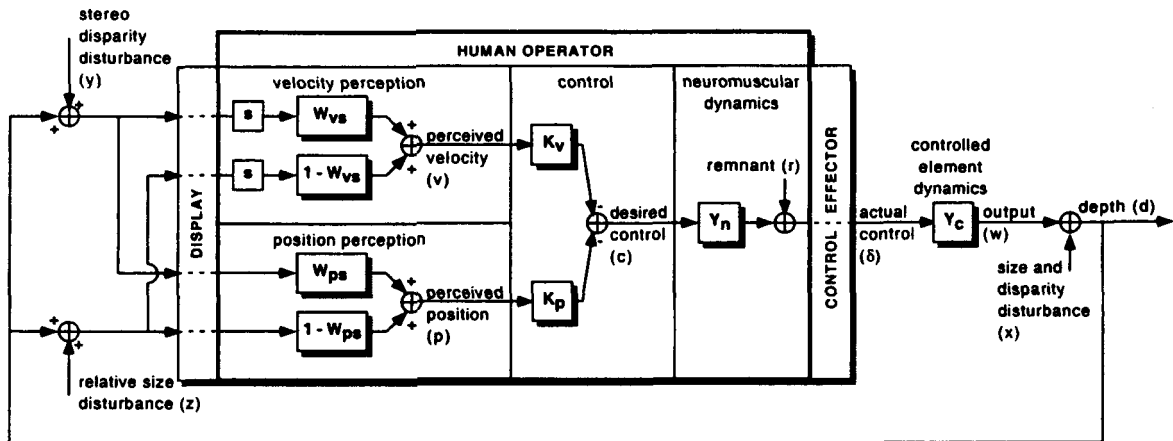 stereo
disparity
disturbance
(y)
+
+
HUMAN OPERATOR
velocity perception
control
neuromuscular
dynamics
DISPLAY
s
Wvs
+
+
s
1 - Wvs
perceived
velocity
(v)
Kv
-
-
desired
control
(c)
remnant (r)
Yn
CONTROL EFFECTOR
actual
control
(δ)
controlled
element
dynamics
Yc
output
(w)
depth (d)
size and
disparity
disturbance
(x)
position perception
Wps
+
+
1 - Wps
perceived
position
(p)
Kp
+
+
relative size
disturbance (z)